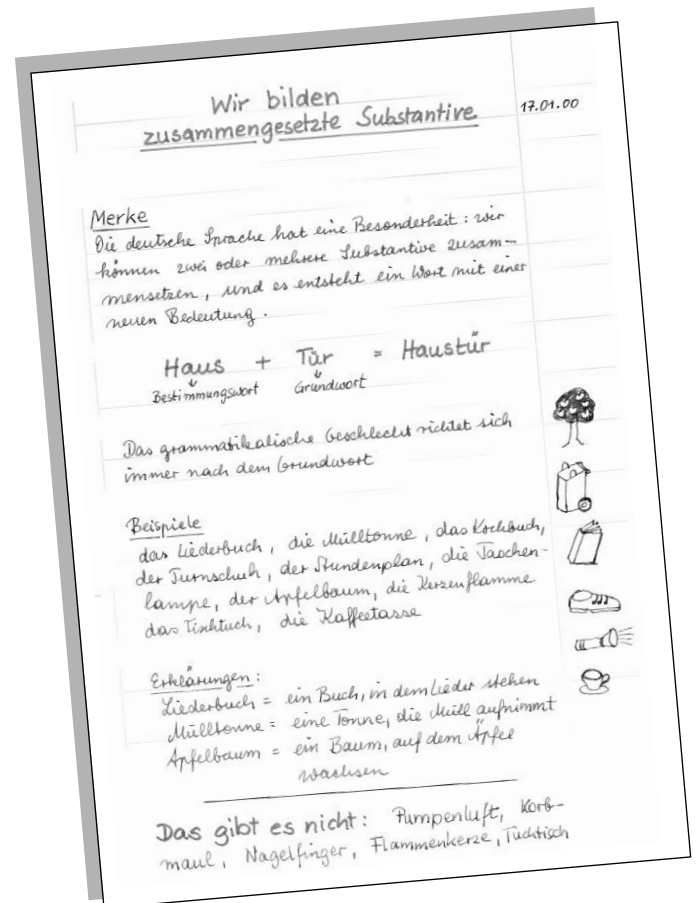 Wir bilden
zusammengesetzte Substantive
17.01.00
Merke
Die deutsche Sprache hat eine Besonderheit: wir
können zwei oder mehrere Substantive zusam-
mensetzen, und es entsteht ein Wort mit einer
neuen Bedeutung.
Haus + Tür = Haustür
Bestimmungswort Grundwort
Das grammatikalische Geschlecht richtet sich
immer nach dem Grundwort
Beispiele
das Liederbuch, die Mülltonne, das Kochbuch,
der Turnschuh, der Stundenplan, die Taschen-
lampe, der Apfelbaum, die Kerzenflamme
das Tischtuch, die Kaffeetasse
Erklärungen:
Liederbuch = ein Buch, in dem Lieder stehen
Mülltonne = eine Tonne, die Müll aufnimmt
Apfelbaum = ein Baum, auf dem Äpfel
wachsen
Das gibt es nicht: Pumpenluft, Korb-
maul, Nagelfinger, Flammenkerze, Tuchtisch